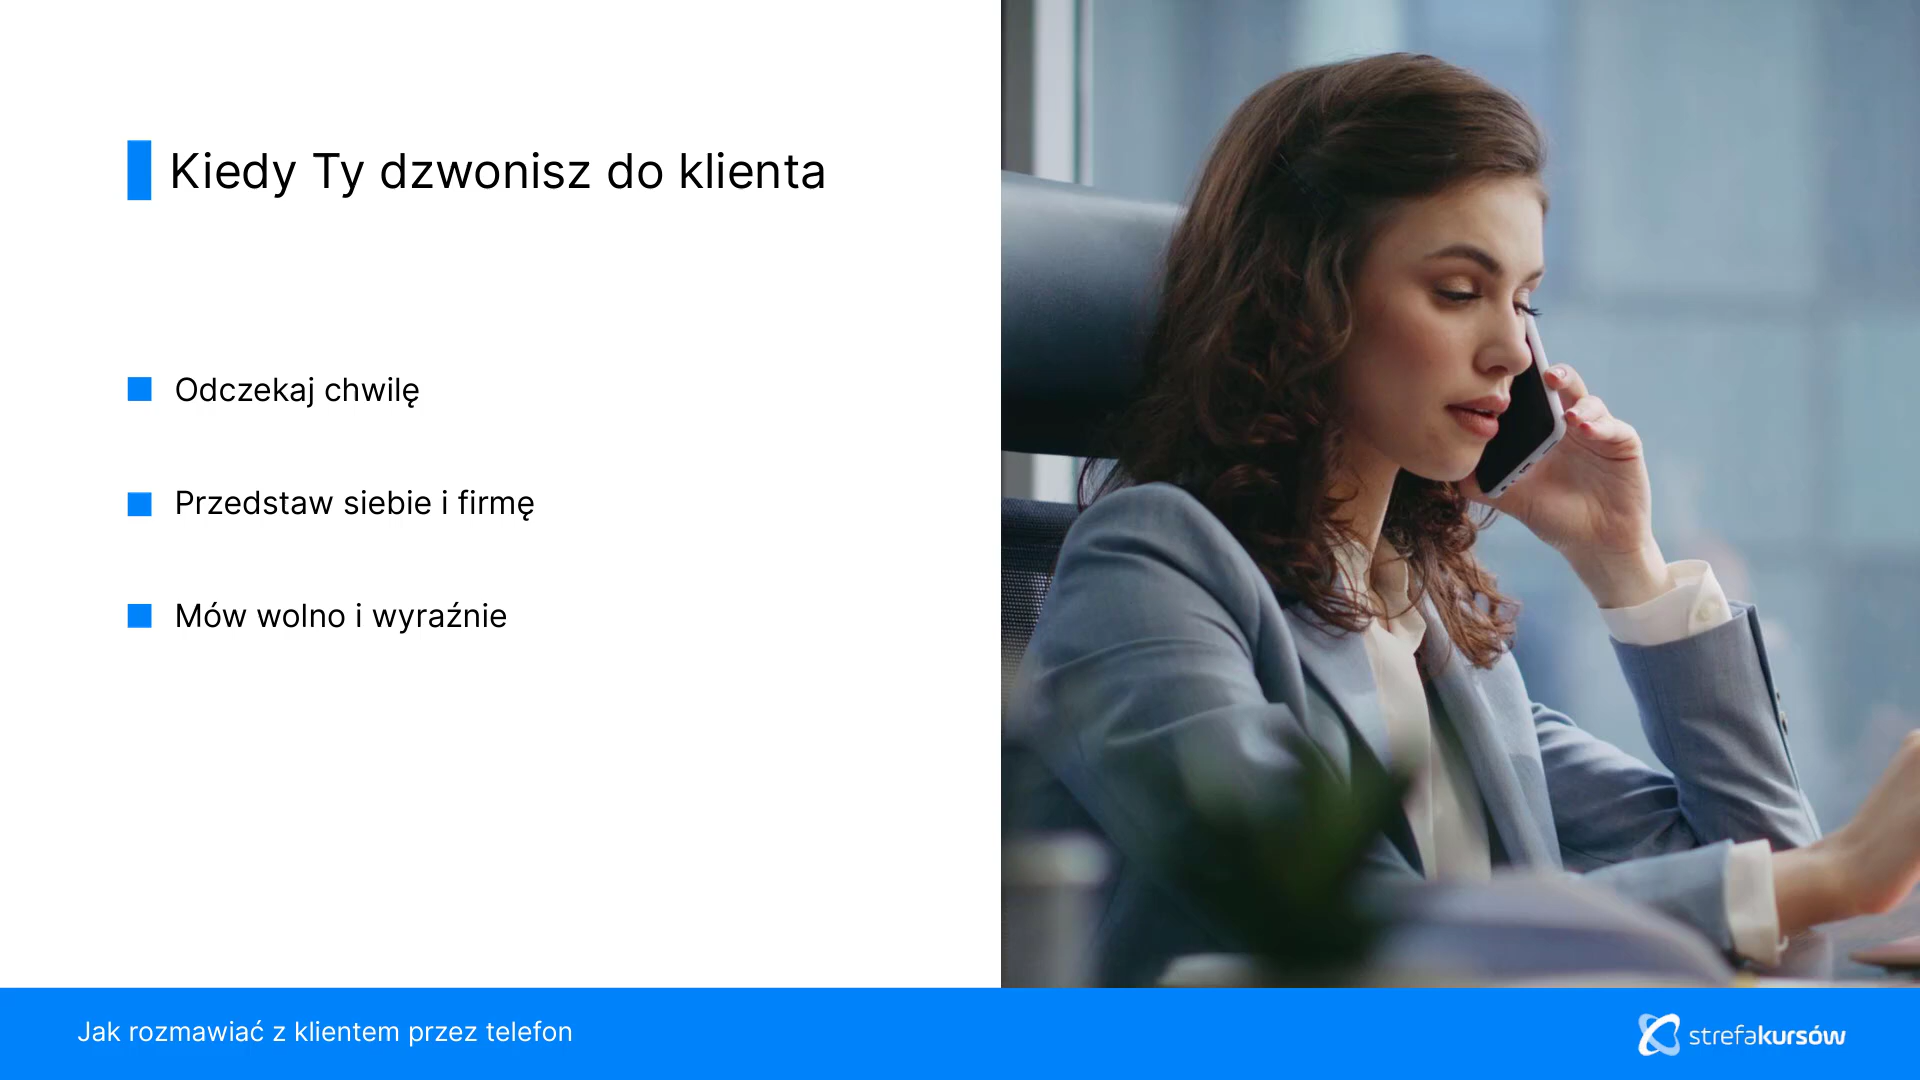 Kiedy Ty dzwonisz do klienta
Odczekaj chwilę
Przedstaw siebie i firmę
Mów wolno i wyraźnie
Jak rozmawiać z klientem przez telefon
strefakursów